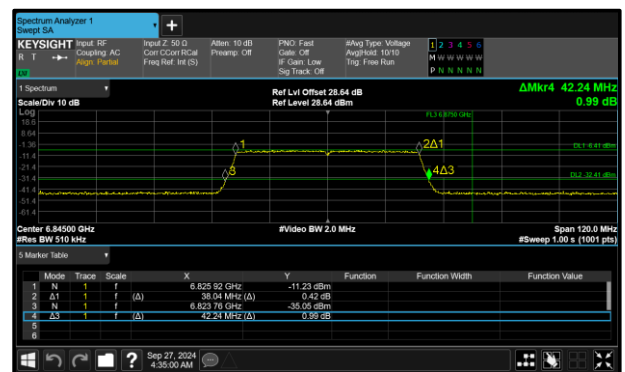 Spectrum Analyzer 1
Swept SA
+
KEYSIGHT Input: RF Input Z: 50 Ω Atten: 10 dB PNO: Fast #Avg Type: Voltage 1 2 3 4 5 6
R T Coupling: AC Corr CCorr RCal Preamp: Off Gate: Off Avg|Hold: 10/10 M W W W W W
Align: Partial Freq Ref: Int (S) IF Gain: Low Trig: Free Run
Sig Track: Off P N N N N N
LXI
1 Spectrum ΔMkr4 42.24 MHz
Ref Lvl Offset 28.64 dB
Scale/Div 10 dB Ref Level 28.64 dBm 0.99 dB
Log
18.6 FL3 6.8750 GHz
8.64
-1.36 1 2Δ1 DL1 -6.41 dBm
-11.4
-21.4
-31.4 3 4Δ3 DL2 -32.41 dBm
-41.4
-51.4
-61.4
Center 6.84500 GHz #Video BW 2.0 MHz Span 120.0 MHz
#Res BW 510 kHz #Sweep 1.00 s (1001 pts)
5 Marker Table
Mode Trace Scale X Y Function Function Width Function Value
1 N 1 f 6.825 92 GHz -11.23 dBm
2 Δ1 1 f (Δ) 38.04 MHz (Δ) 0.42 dB
3 N 1 f 6.823 76 GHz -35.05 dBm
4 Δ3 1 f (Δ) 42.24 MHz (Δ) 0.99 dB
5
6
? Sep 27, 2024
4:35:00 AM